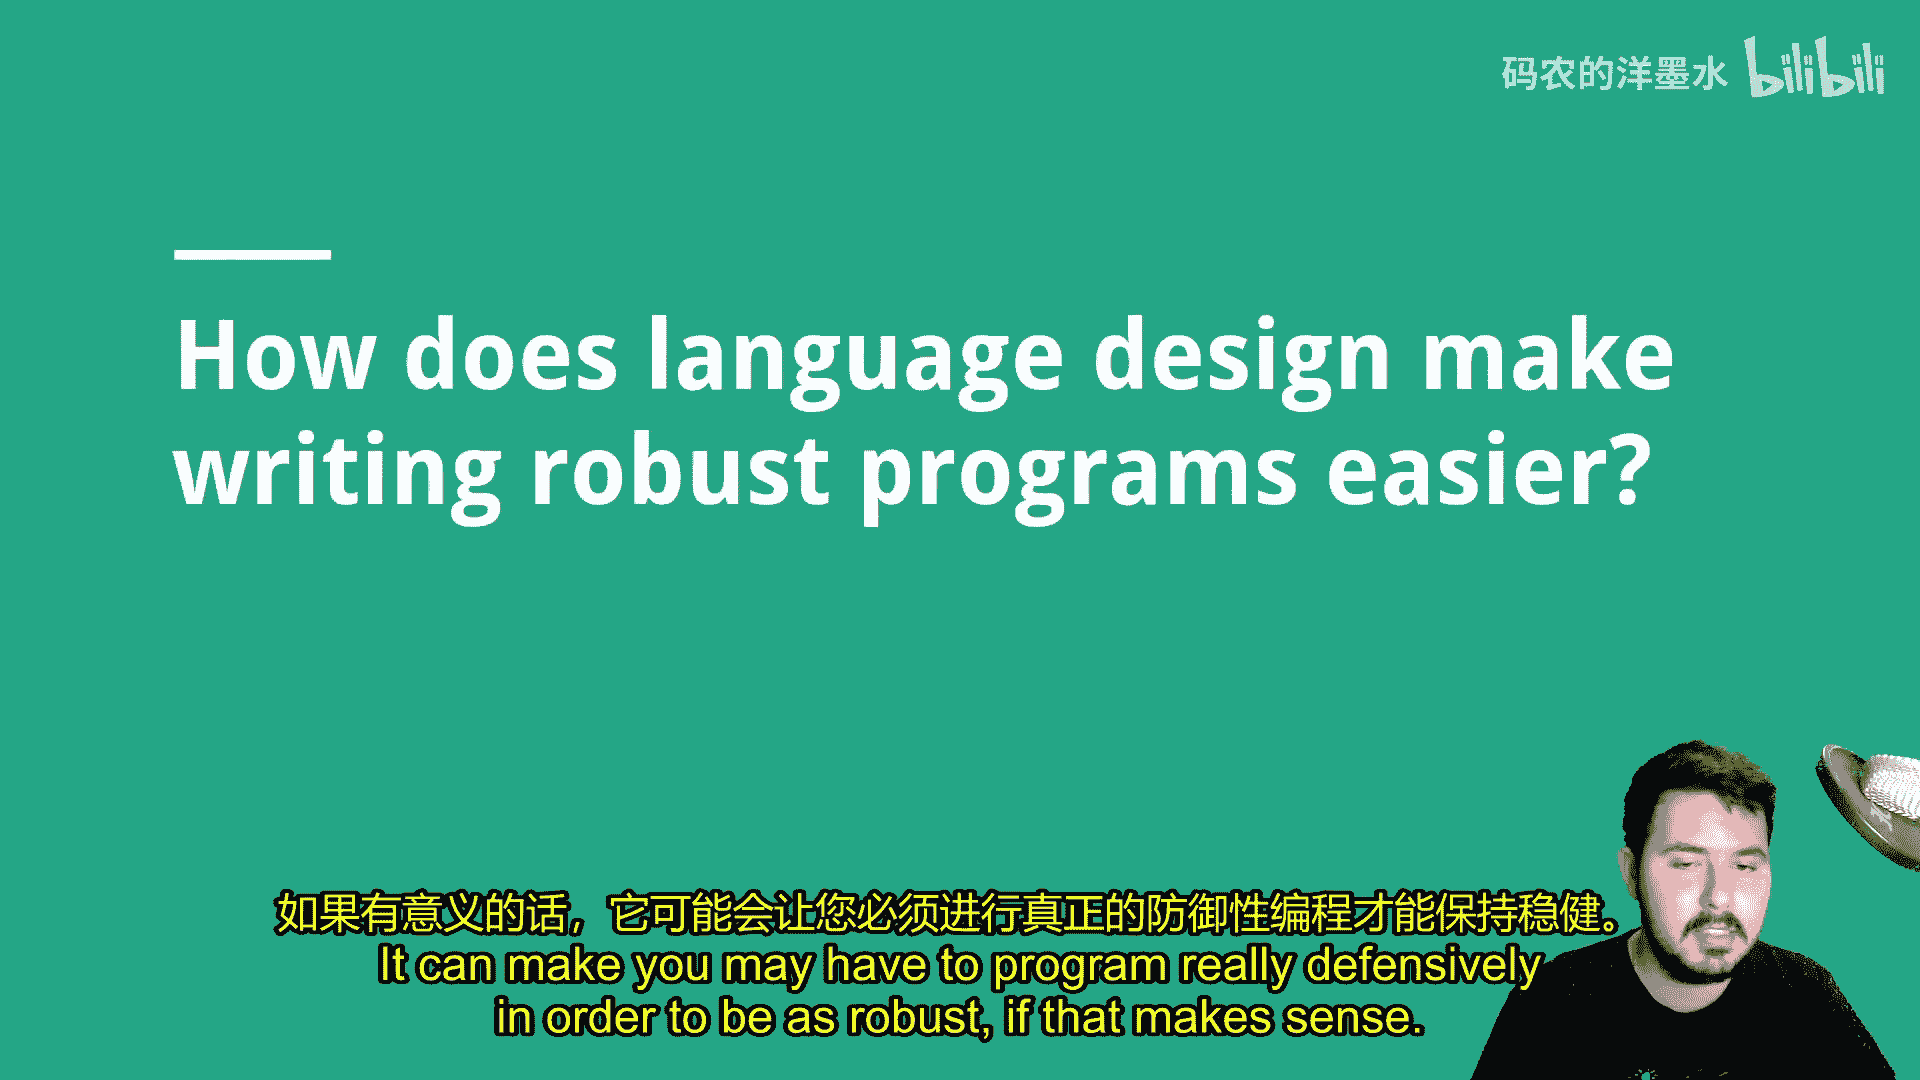 码农的洋墨水 bilibili
How does language design make
writing robust programs easier?
如果有意义的话，它可能会让您必须进行真正的防御性编程才能保持稳健。
It can make you may have to program really defensively
in order to be as robust, if that makes sense.